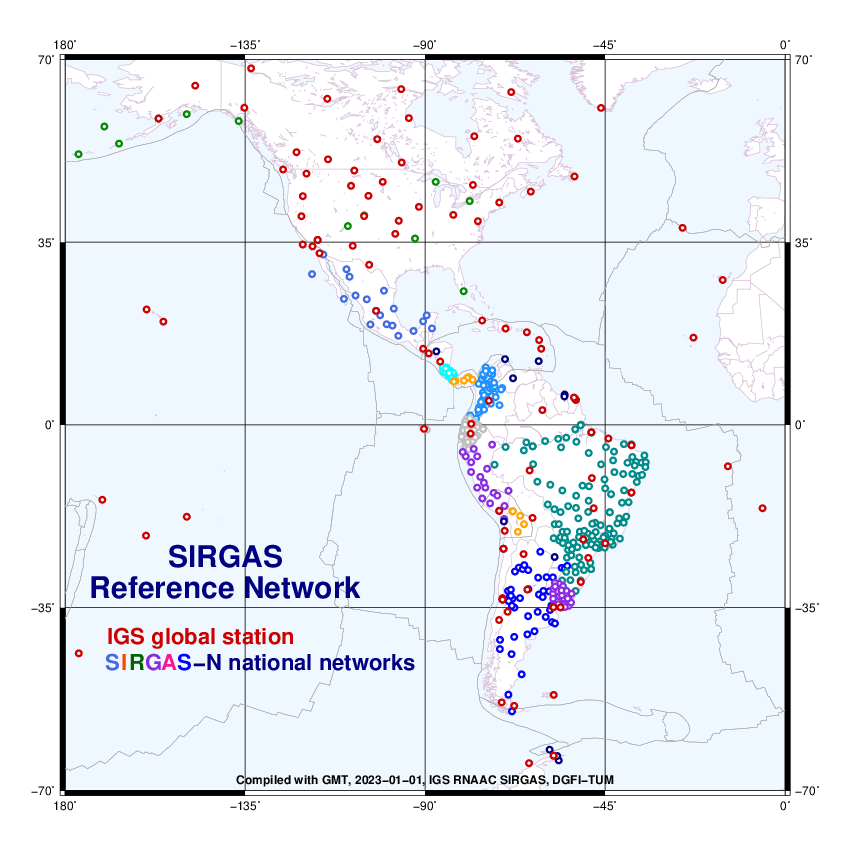 180˚ −135˚ −90˚ −45˚ 0˚
70˚ 70˚
35˚ 35˚
0˚ 0˚
SIRGAS
Reference Network
−35˚ −35˚
IGS global station
SIRGAS−N national networks
Compiled with GMT, 2023−01−01, IGS RNAAC SIRGAS, DGFI−TUM
−70˚ −70˚
180˚ −135˚ −90˚ −45˚ 0˚